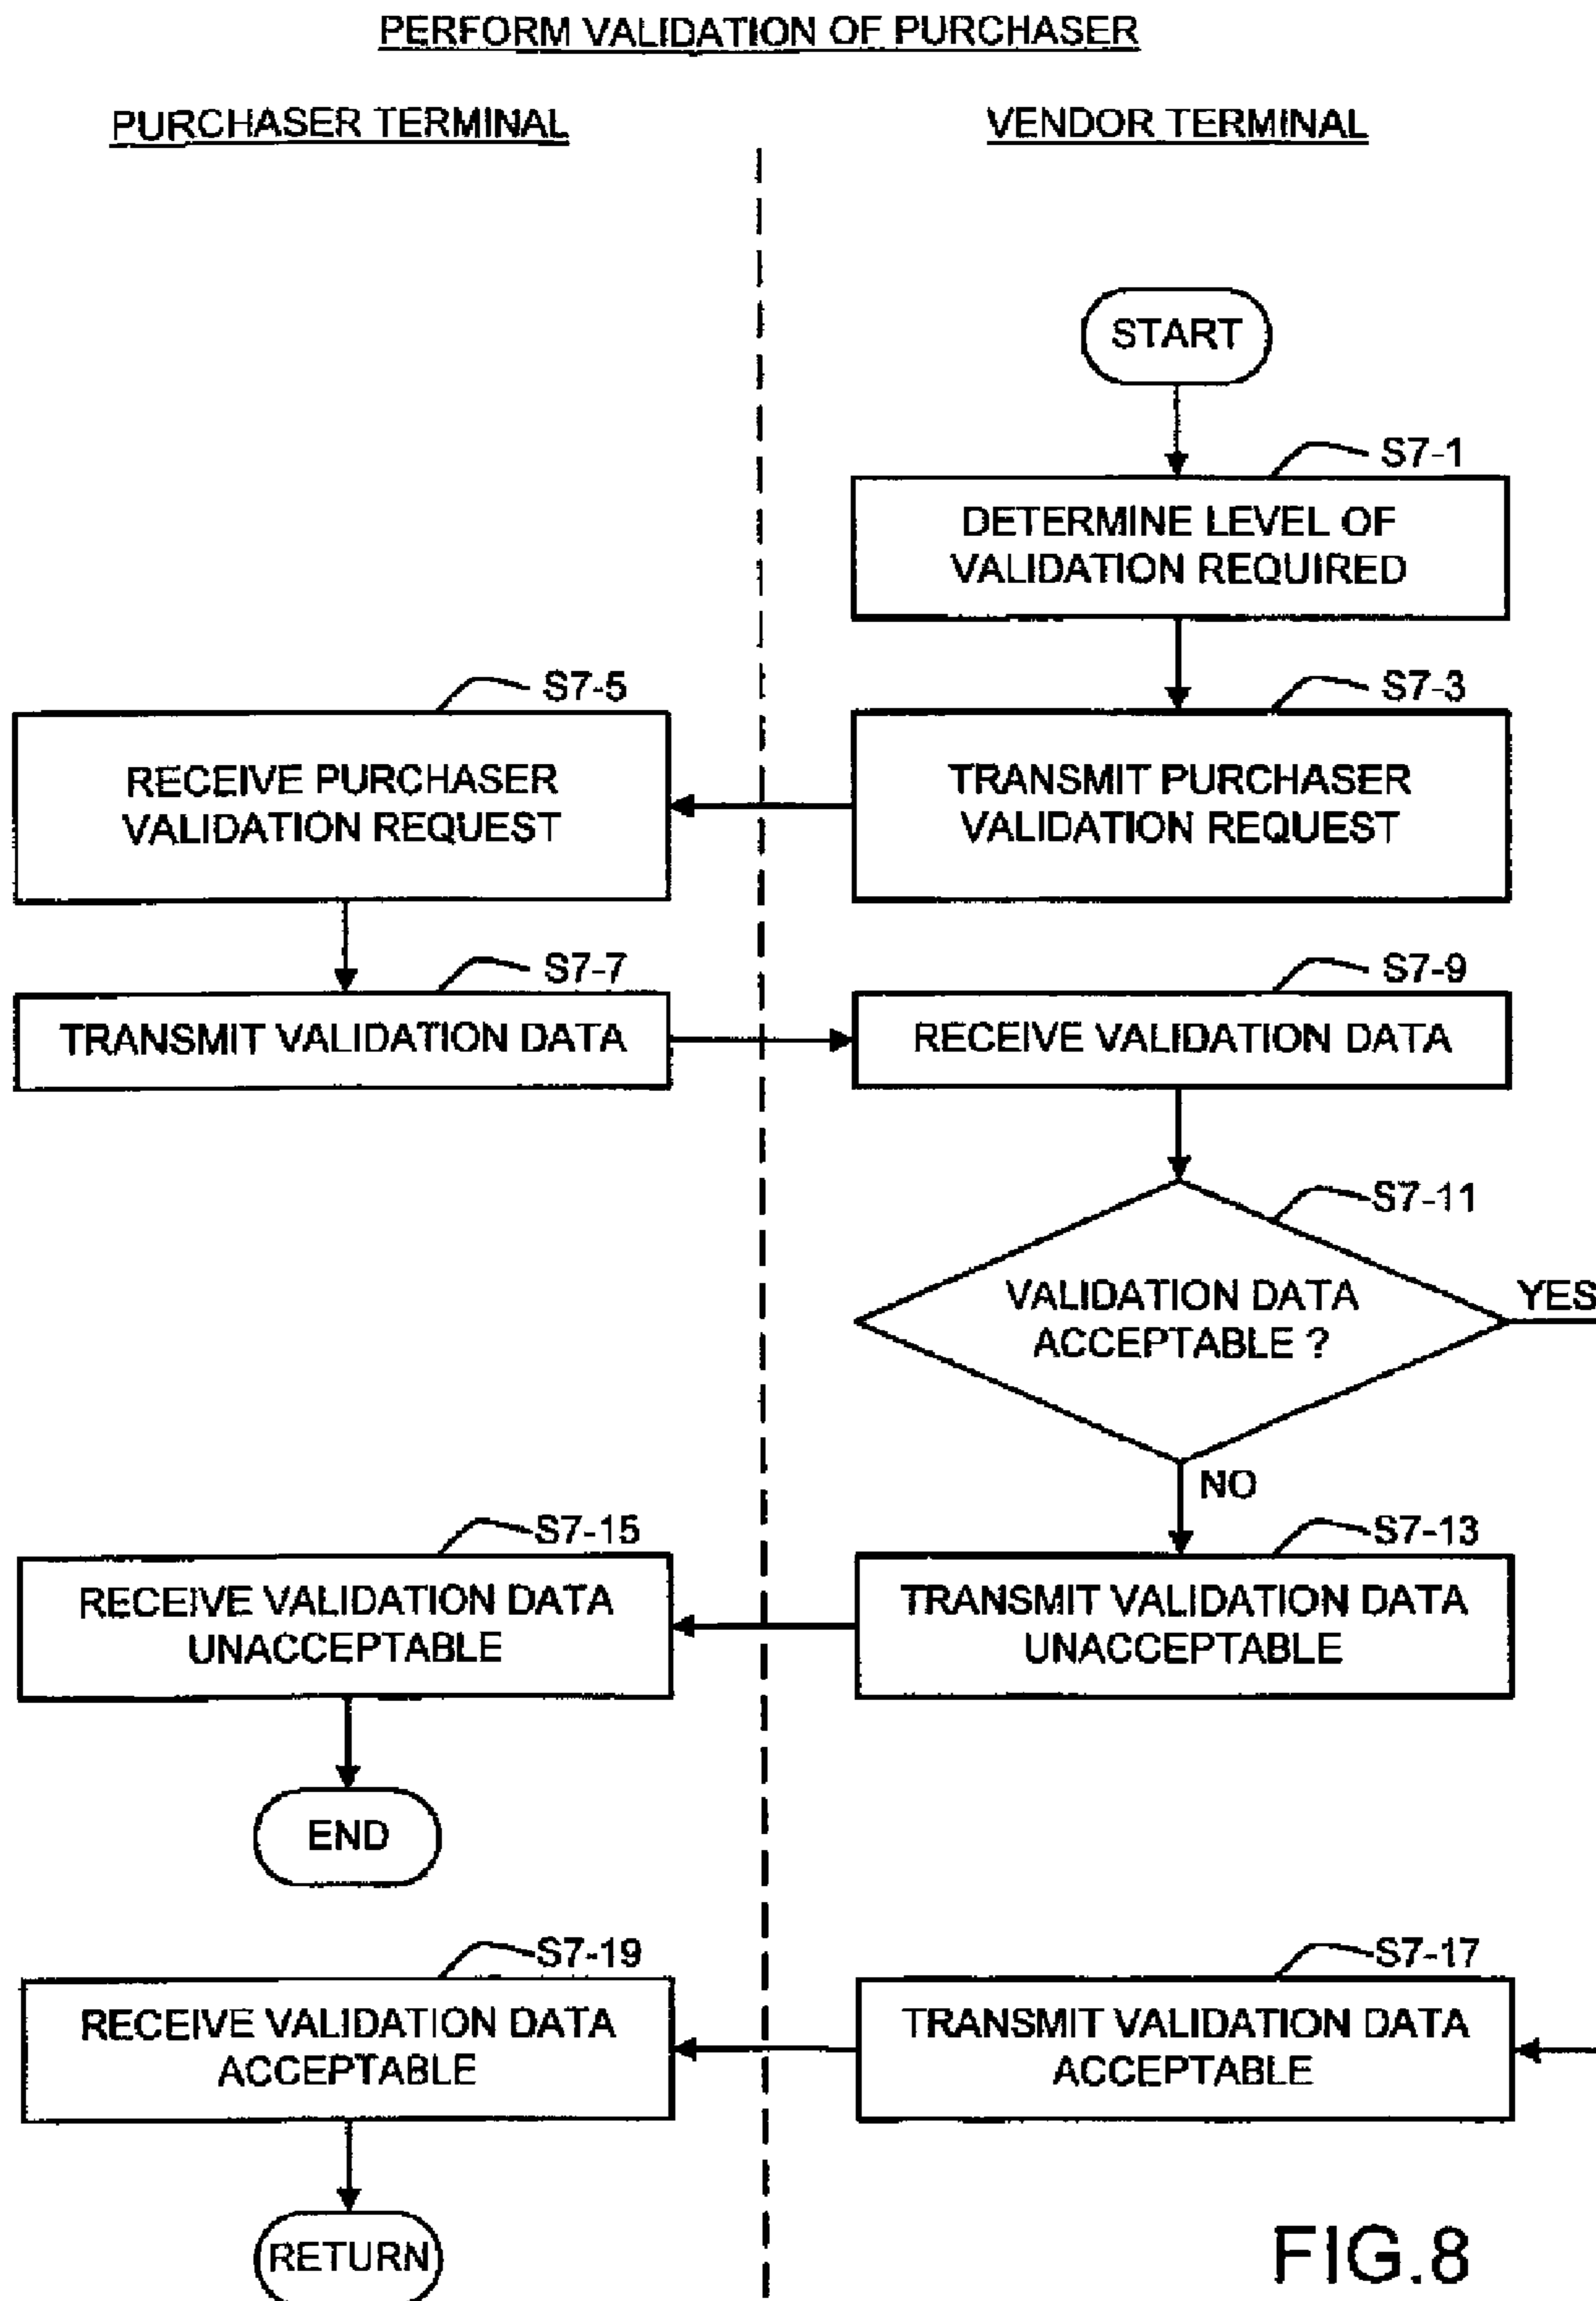 PERFORM VALIDATION OF PURCHASER
PURCHASER TERMINAL
VENDOR TERMINAL
START
S7-1
DETERMINE LEVEL OF
VALIDATION REQUIRED
S7-5
S7-3
RECEIVE PURCHASER
VALIDATION REQUEST
TRANSMIT PURCHASER
VALIDATION REQUEST
S7-7
S7-9
TRANSMIT VALIDATION DATA
RECEIVE VALIDATION DATA
S7-11
VALIDATION DATA
ACCEPTABLE ?
YES
NO
S7-15
S7-13
RECEIVE VALIDATION DATA
UNACCEPTABLE
TRANSMIT VALIDATION DATA
UNACCEPTABLE
END
S7-19
S7-17
RECEIVE VALIDATION DATA
ACCEPTABLE
TRANSMIT VALIDATION DATA
ACCEPTABLE
RETURN
FIG.8